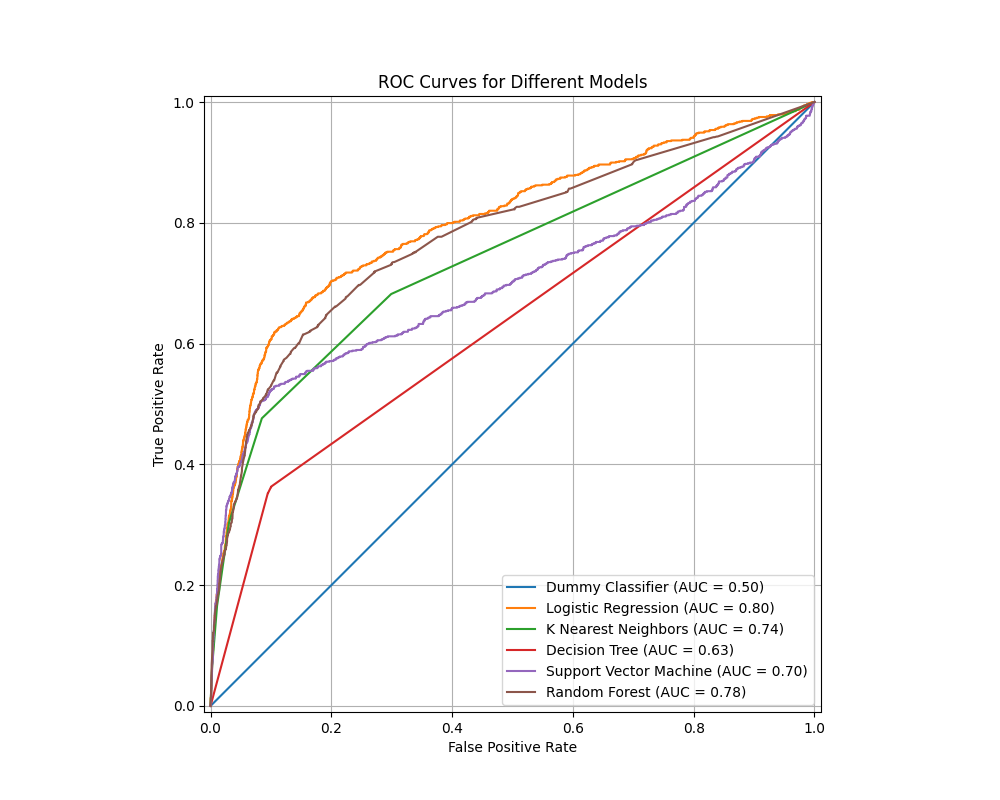 ROC Curves for Different Models
1.0
0.8
0.6
0.4
0.2
0.0
True Positive Rate
Dummy Classifier (AUC = 0.50)
Logistic Regression (AUC = 0.80)
K Nearest Neighbors (AUC = 0.74)
Decision Tree (AUC = 0.63)
Support Vector Machine (AUC = 0.70)
Random Forest (AUC = 0.78)
0.0 0.2 0.4 0.6 0.8 1.0
False Positive Rate